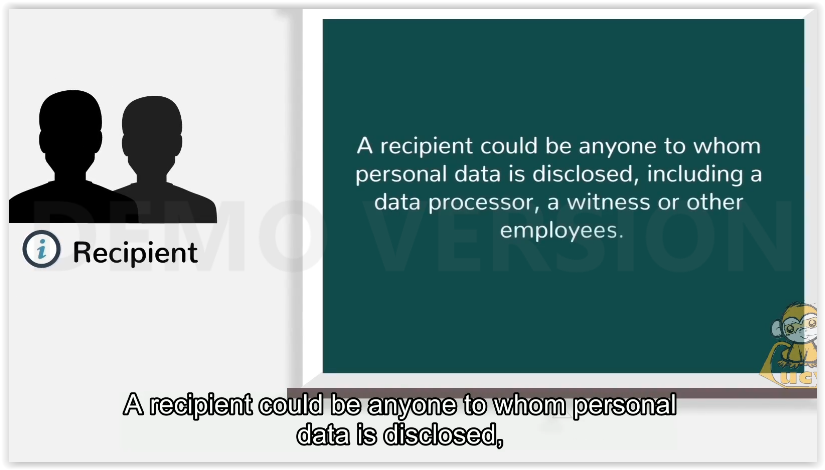 A recipient could be anyone to whom
personal data is disclosed, including a
data processor, a witness or other
employees.
DEMO VERSION
i Recipient
A recipient could be anyone to whom personal
data is disclosed,